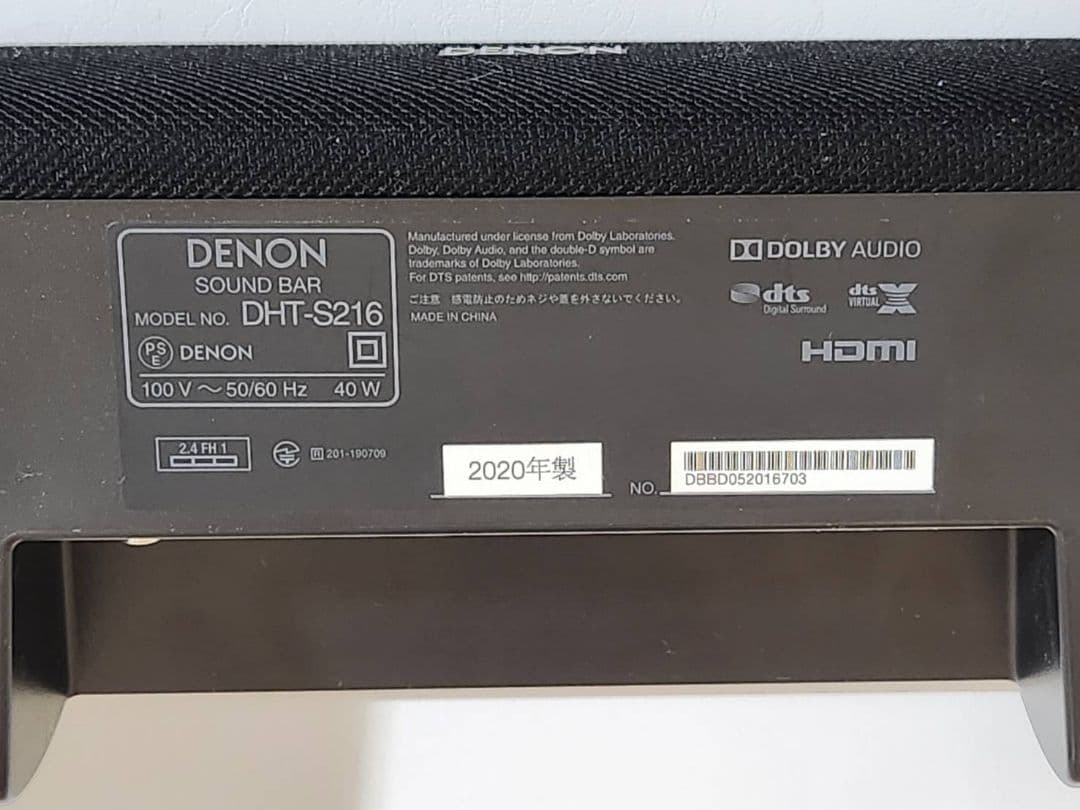 DENON
DENON
SOUND BAR
MODEL NO. DHT-S216
PS
E DENON
100 V ～ 50/60 Hz 40 W
Manufactured under license from Dolby Laboratories.
Dolby, Dolby Audio, and the double-D symbol are
trademarks of Dolby Laboratories.
For DTS patents, see http://patents.dts.com
ご注意 感電防止のためネジや蓋を外さないでください。
MADE IN CHINA
DOLBY AUDIO
dts
Digital Surround
dts
VIRTUAL X
HDMI
2.4 FH 1
R 201-190709
2020年製
NO. DBBD052016703